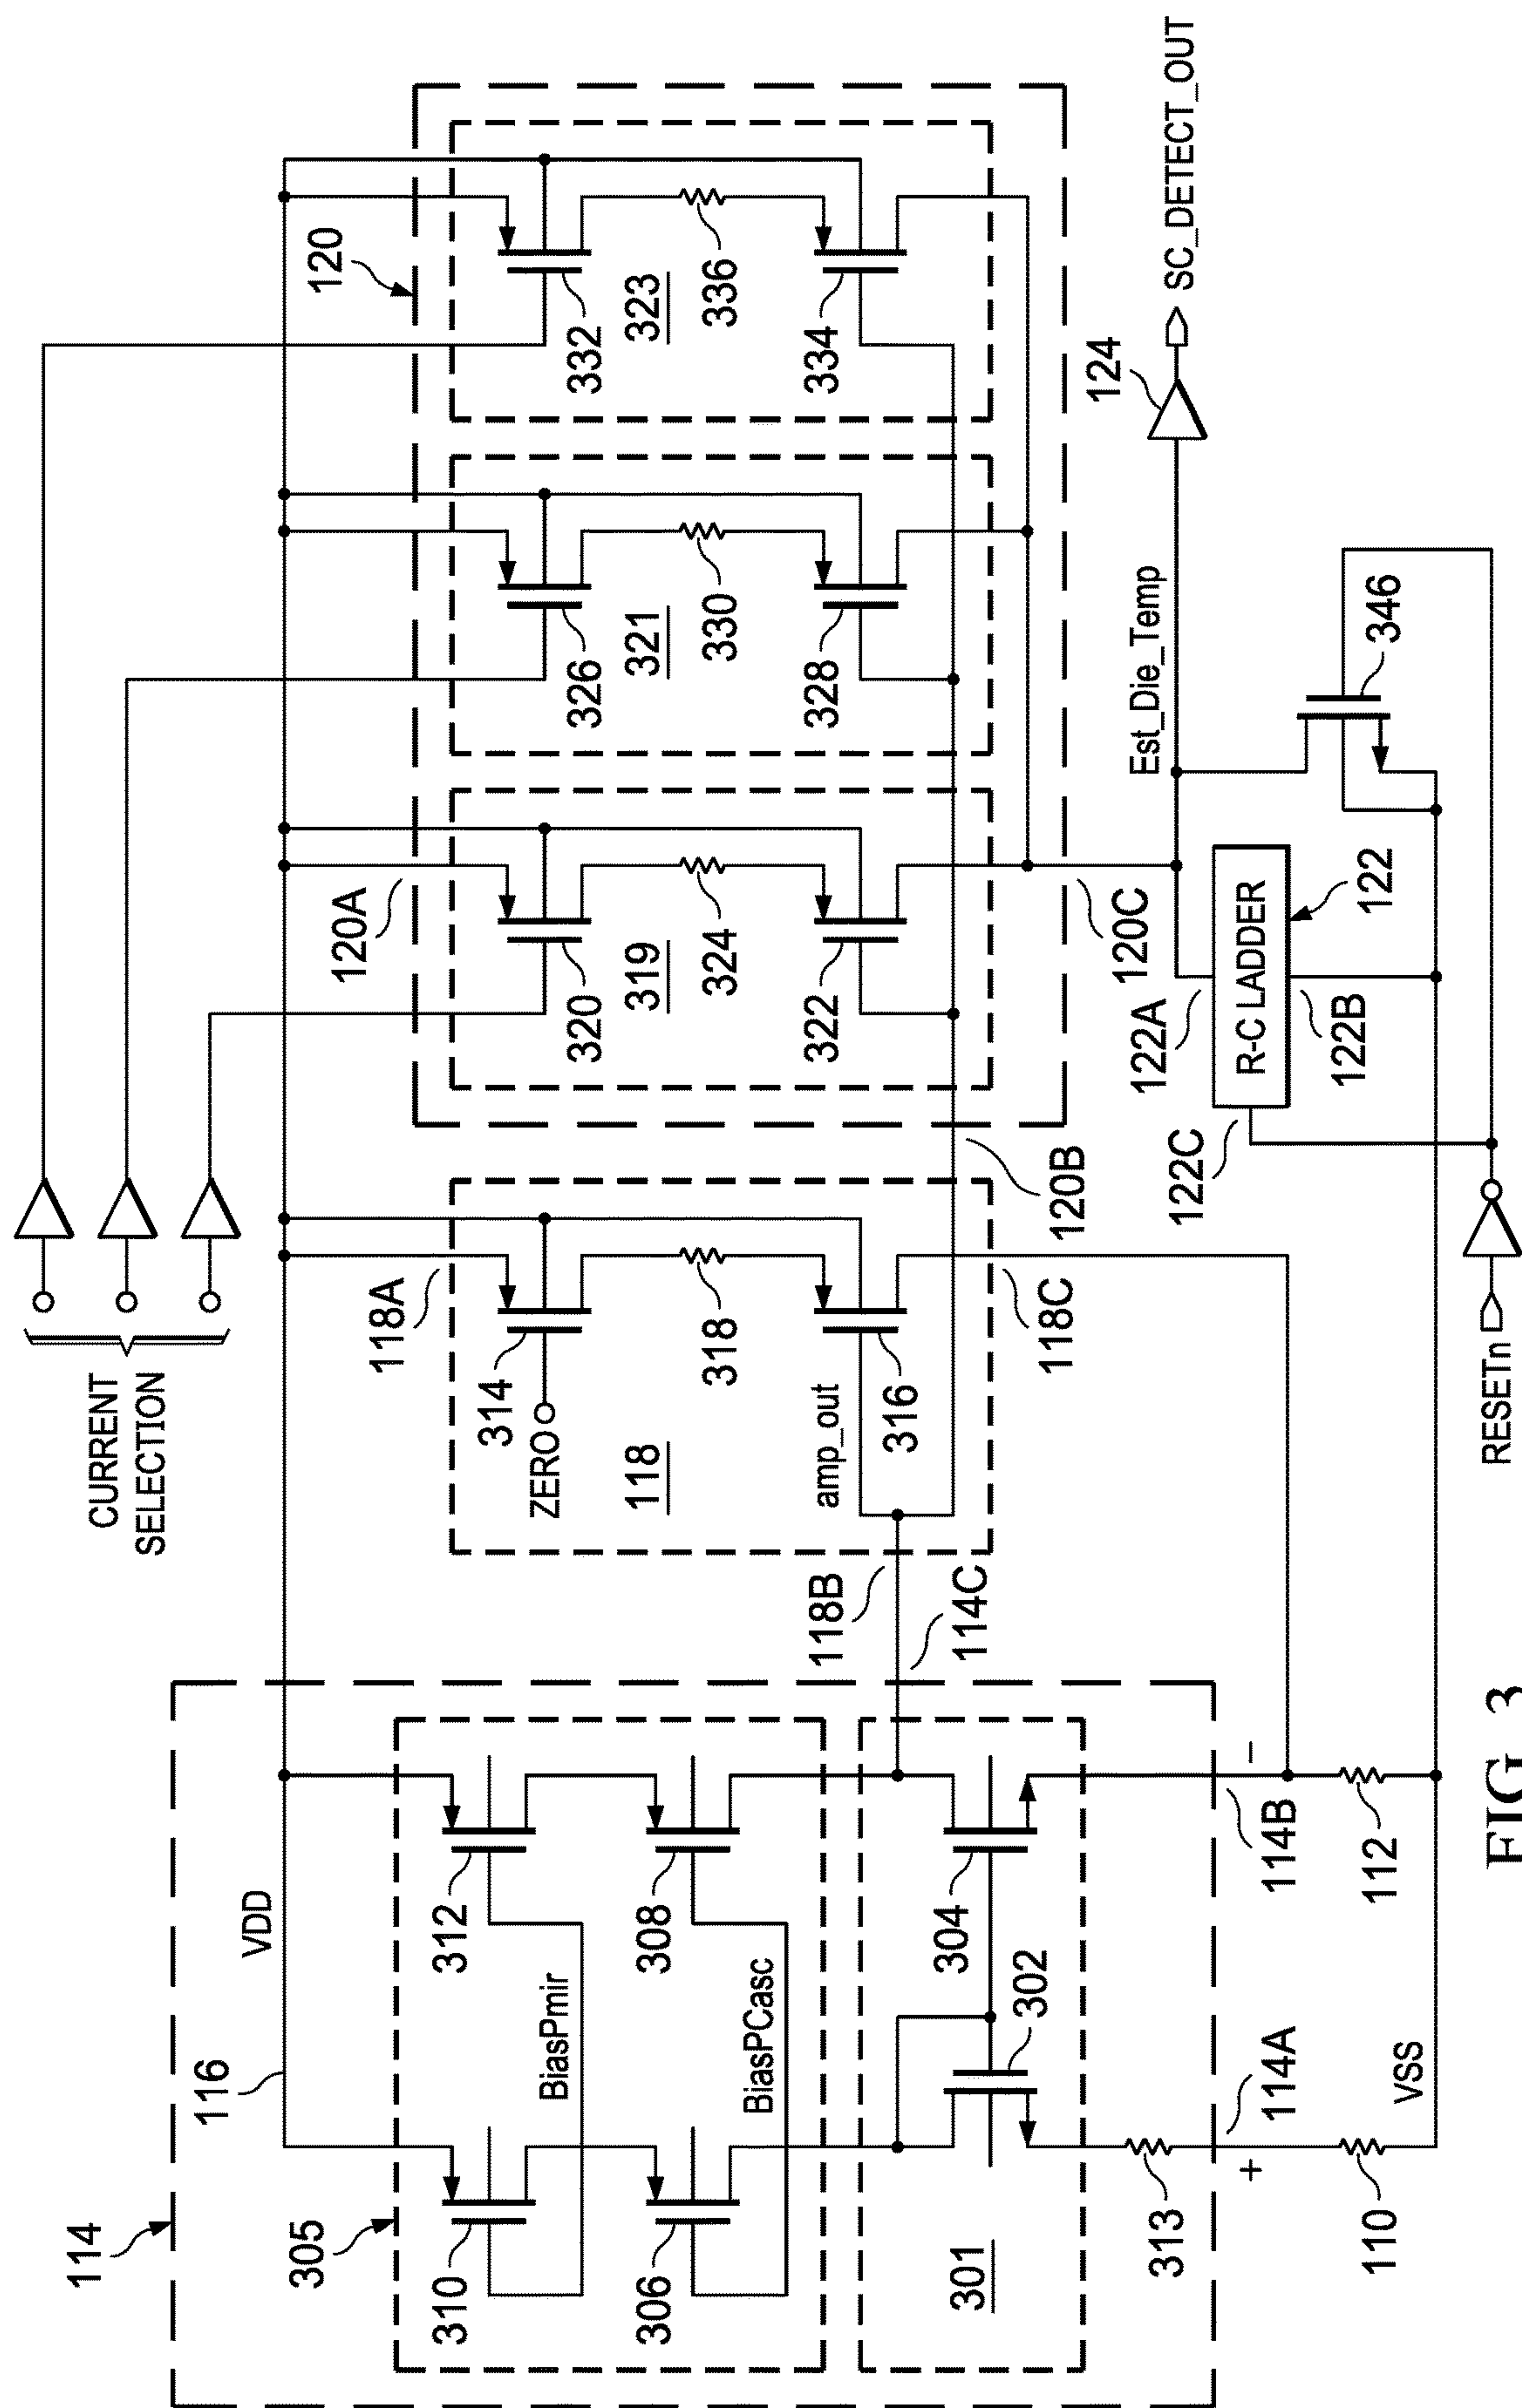 114
CURRENT
SELECTION
116
VDD
305
120
120A
118A
310
312
314
BiasPmir
ZERO
320
326
332
306
308
118
319
321
323
318
324
330
336
BiasPCasc
118B
amp_out
322
328
334
316
304
301
114C
302
118C
120B
120C
124
Est_Die_Temp
122A
313
122C
SC_DETECT_OUT
+
−
R-C LADDER
114A
114B
122B
110
112
122
346
VSS
RESETn
FIG. 3